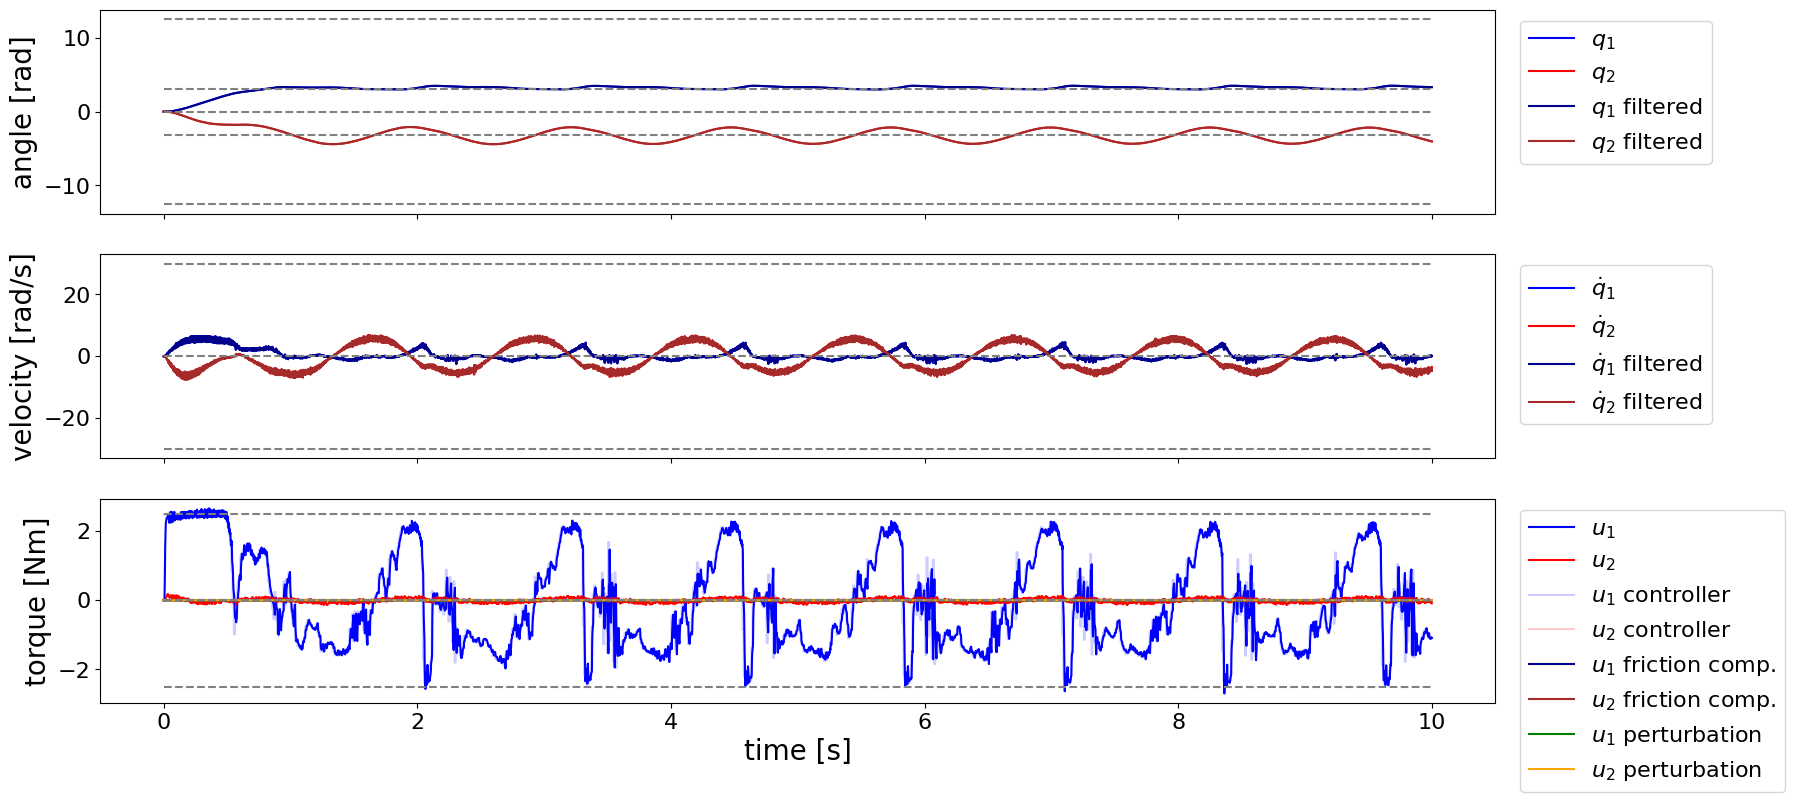 angle [rad]
10
0
−10
q₁
q₂
q₁ filtered
q₂ filtered
velocity [rad/s]
20
0
−20
q̇₁
q̇₂
q̇₁ filtered
q̇₂ filtered
torque [Nm]
2
0
−2
0 2 4 6 8 10
time [s]
u₁
u₂
u₁ controller
u₂ controller
u₁ friction comp.
u₂ friction comp.
u₁ perturbation
u₂ perturbation